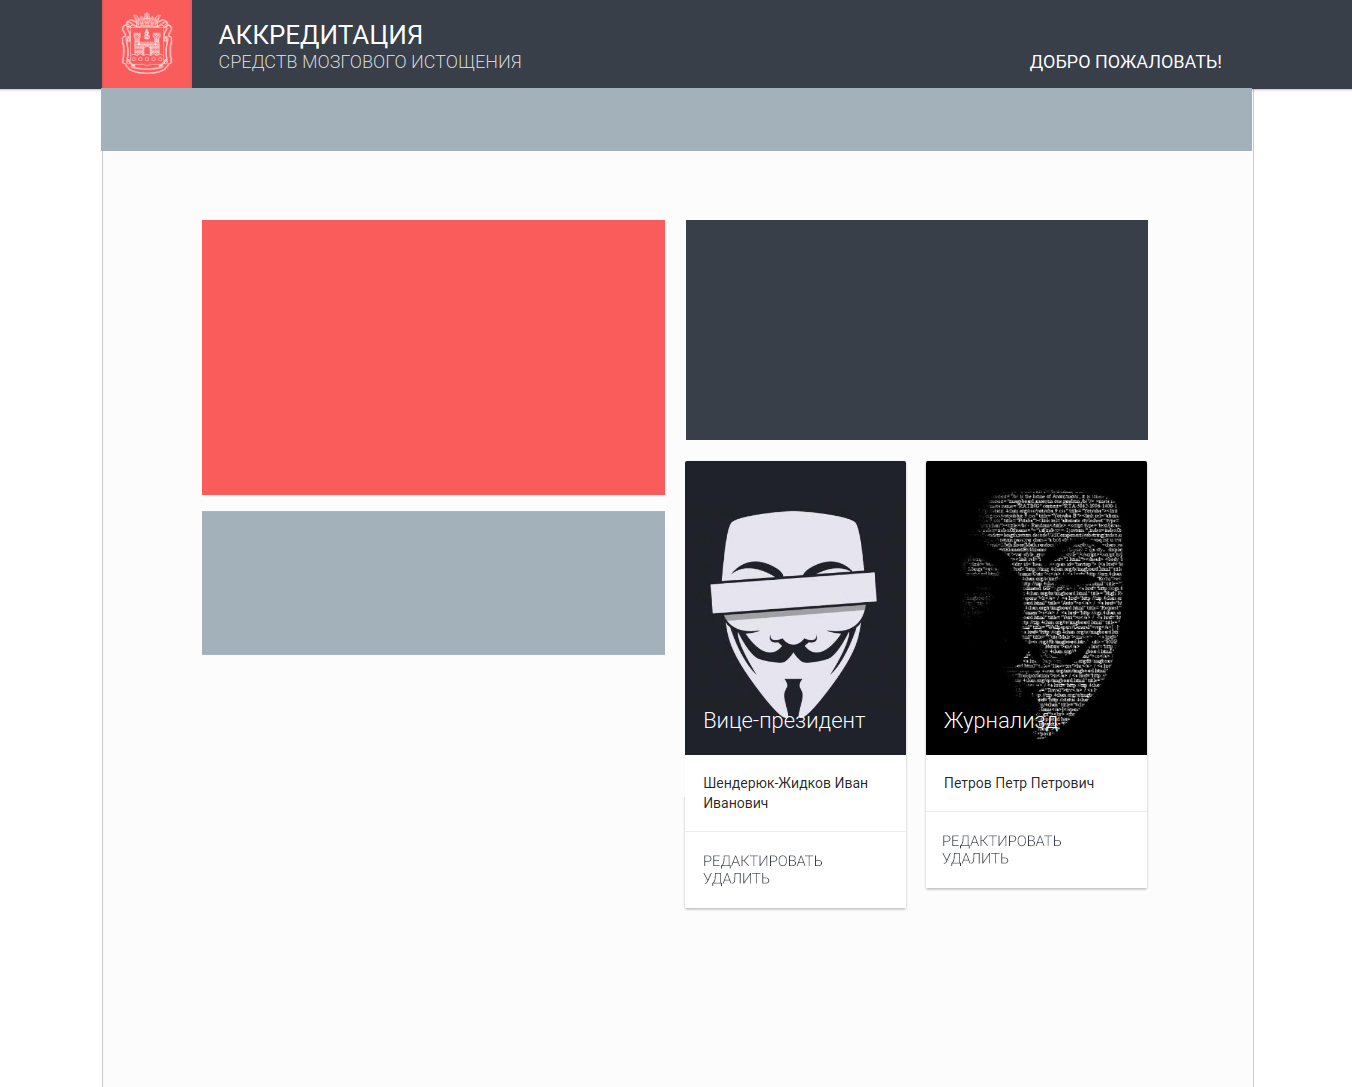 АККРЕДИТАЦИЯ
СРЕДСТВ МОЗГОВОГО ИСТОЩЕНИЯ
ДОБРО ПОЖАЛОВАТЬ!
Вице-президент
Шендерюк-Жидков Иван
Иванович
РЕДАКТИРОВАТЬ
УДАЛИТЬ
Журнализд
Петров Петр Петрович
РЕДАКТИРОВАТЬ
УДАЛИТЬ